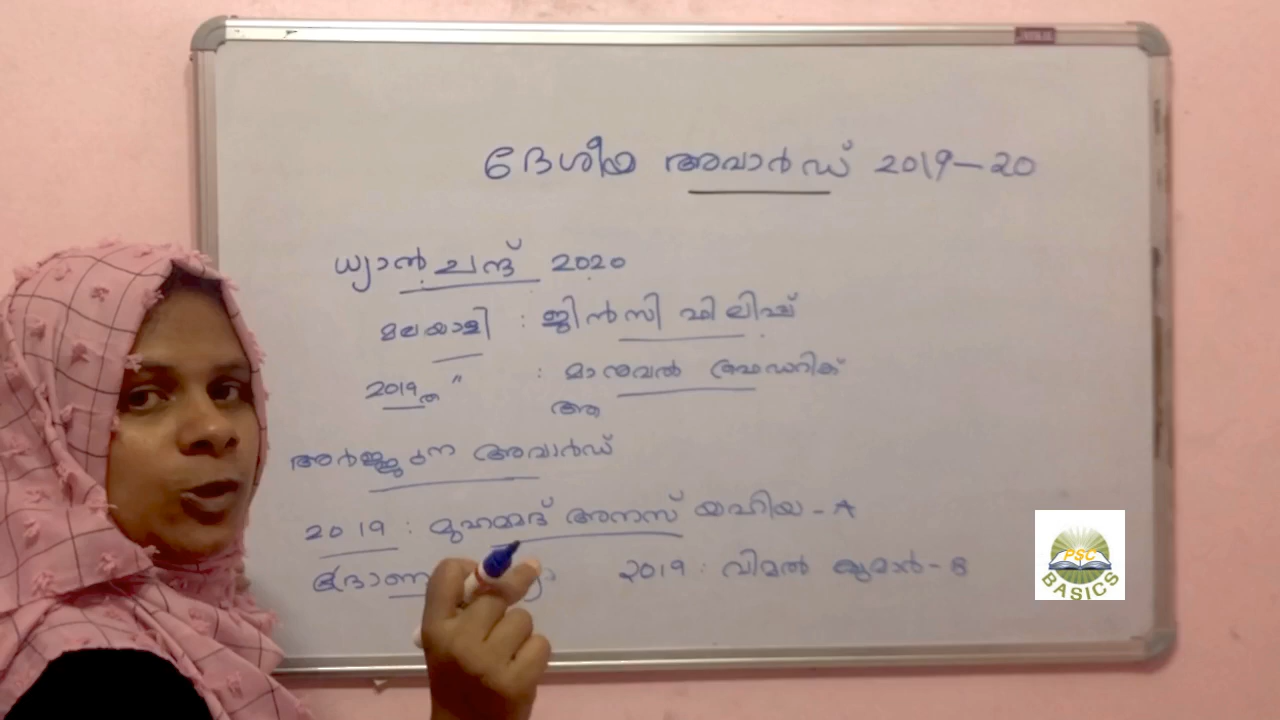 ദേശീയ അവാർഡ് 2019-20
ധ്യാൻചന്ദ് 2020
മലയാളി : ജിൻസി ഫിലിപ്പ്
2019ൽ " : മാനുവൽ ഫ്രെഡറിക്
അർജ്ജുന അവാർഡ്
2019 : മുഹമ്മദ് അനസ് യഹിയ - A
ദ്രോണ 2019 : വിമൽ കുമാർ - B
PSC
BASICS